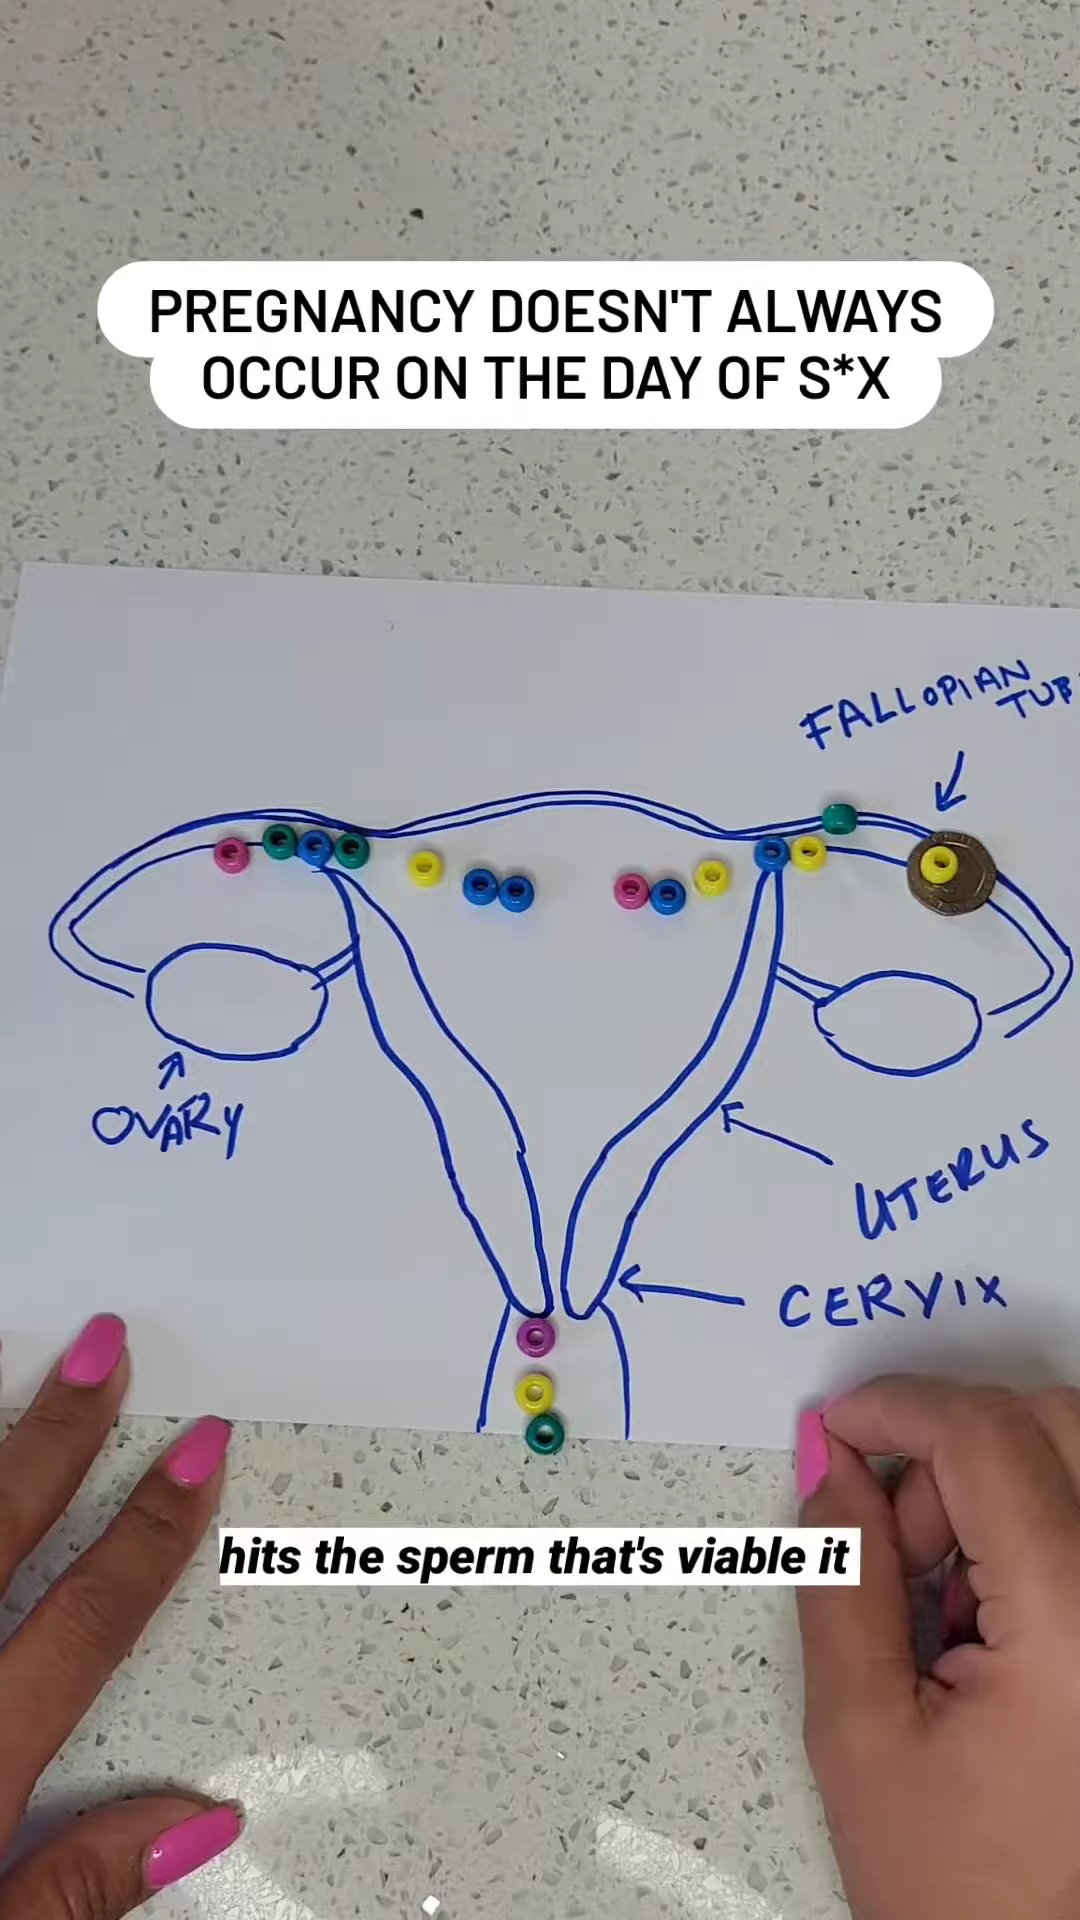 PREGNANCY DOESN'T ALWAYS
OCCUR ON THE DAY OF S*X
FALLOPIAN
OVARY
UTERUS
CERVIX
hits the sperm that's viable it